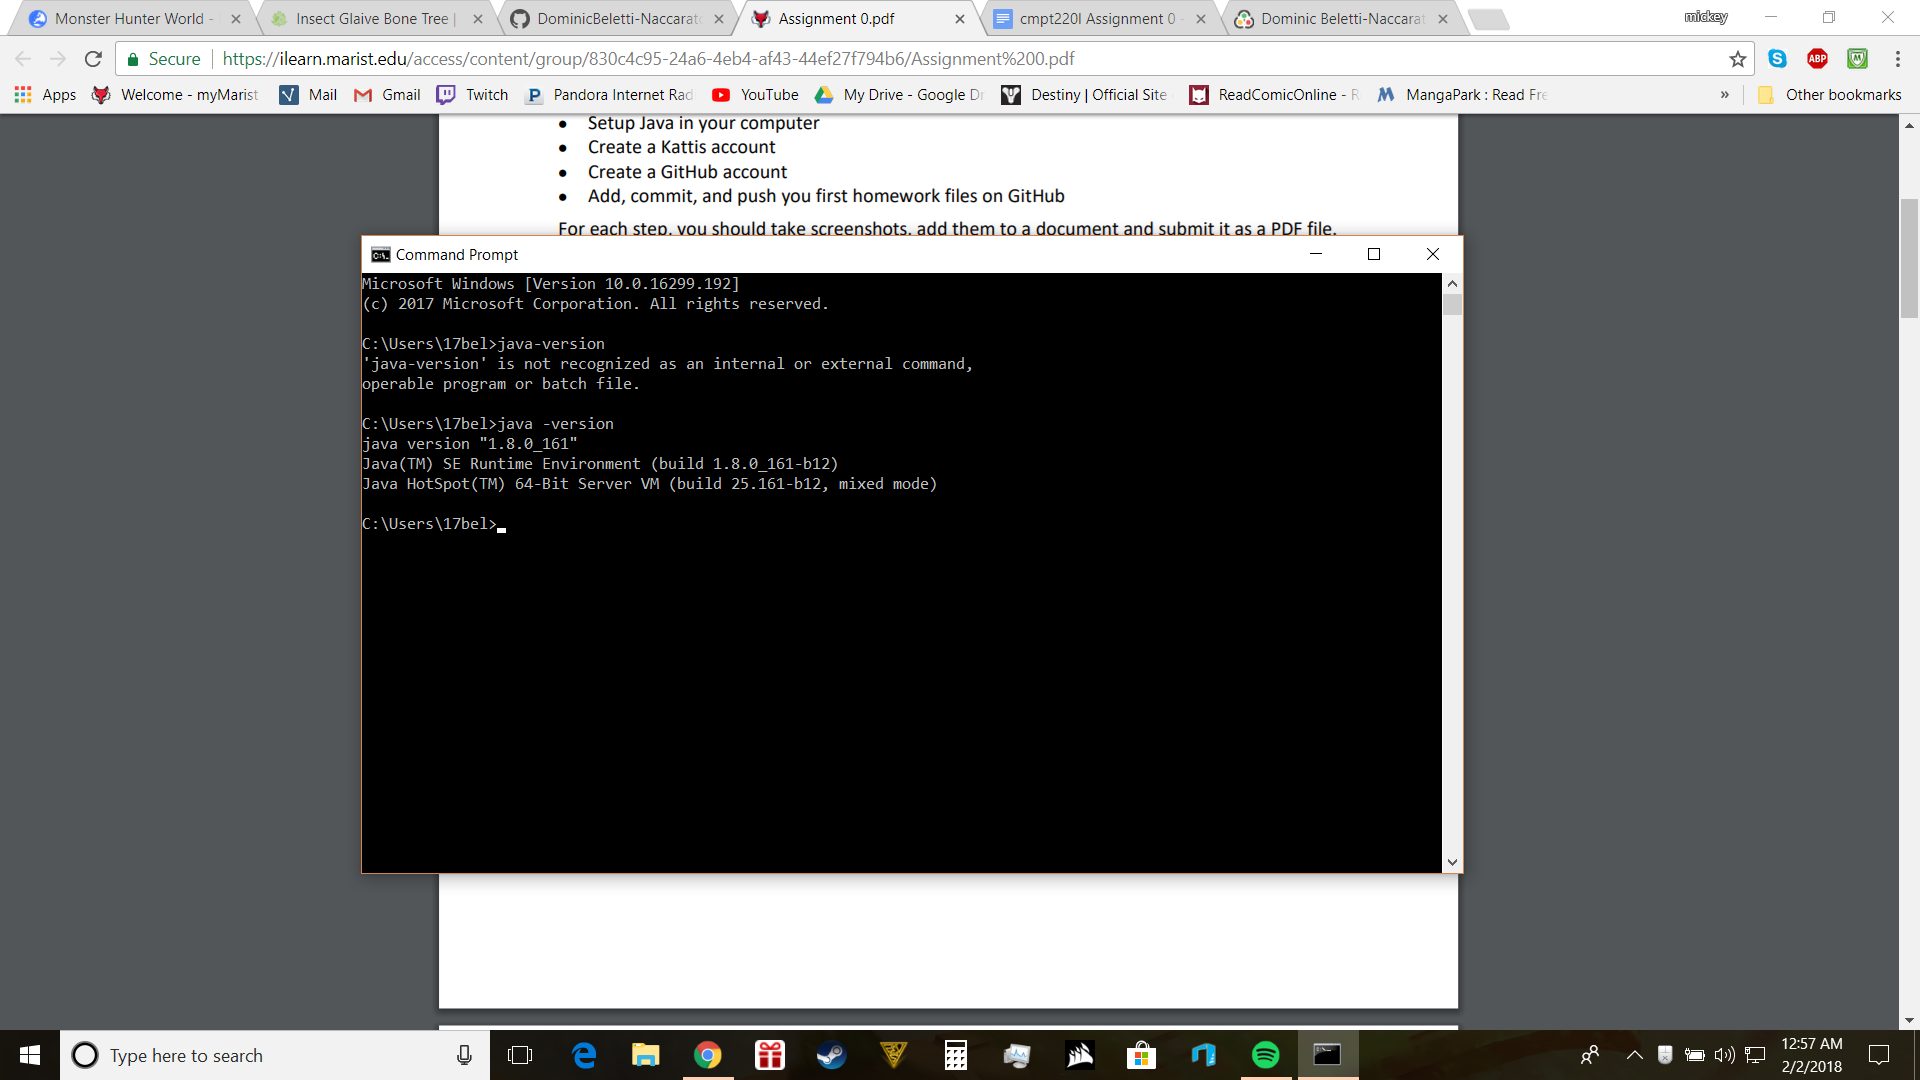 Monster Hunter World -
Insect Glaive Bone Tree |
DominicBeletti-Naccarato
Assignment 0.pdf
cmpt220l Assignment 0 -
Dominic Beletti-Naccarat
mickey
Secure
https://ilearn.marist.edu/access/content/group/830c4c95-24a6-4eb4-af43-44ef27f794b6/Assignment%200.pdf
ABP
Apps
Welcome - myMarist
Mail
Gmail
Twitch
Pandora Internet Rad
YouTube
My Drive - Google Dr
Destiny | Official Site
ReadComicOnline - R
MangaPark : Read Fre
»
Other bookmarks
• Setup Java in your computer
• Create a Kattis account
• Create a GitHub account
• Add, commit, and push you first homework files on GitHub
For each step, you should take screenshots, add them to a document and submit it as a PDF file.
Command Prompt
Microsoft Windows [Version 10.0.16299.192]
(c) 2017 Microsoft Corporation. All rights reserved.
C:\Users\17bel>java-version
'java-version' is not recognized as an internal or external command,
operable program or batch file.
C:\Users\17bel>java -version
java version "1.8.0_161"
Java(TM) SE Runtime Environment (build 1.8.0_161-b12)
Java HotSpot(TM) 64-Bit Server VM (build 25.161-b12, mixed mode)
C:\Users\17bel>
Type here to search
12:57 AM
2/2/2018